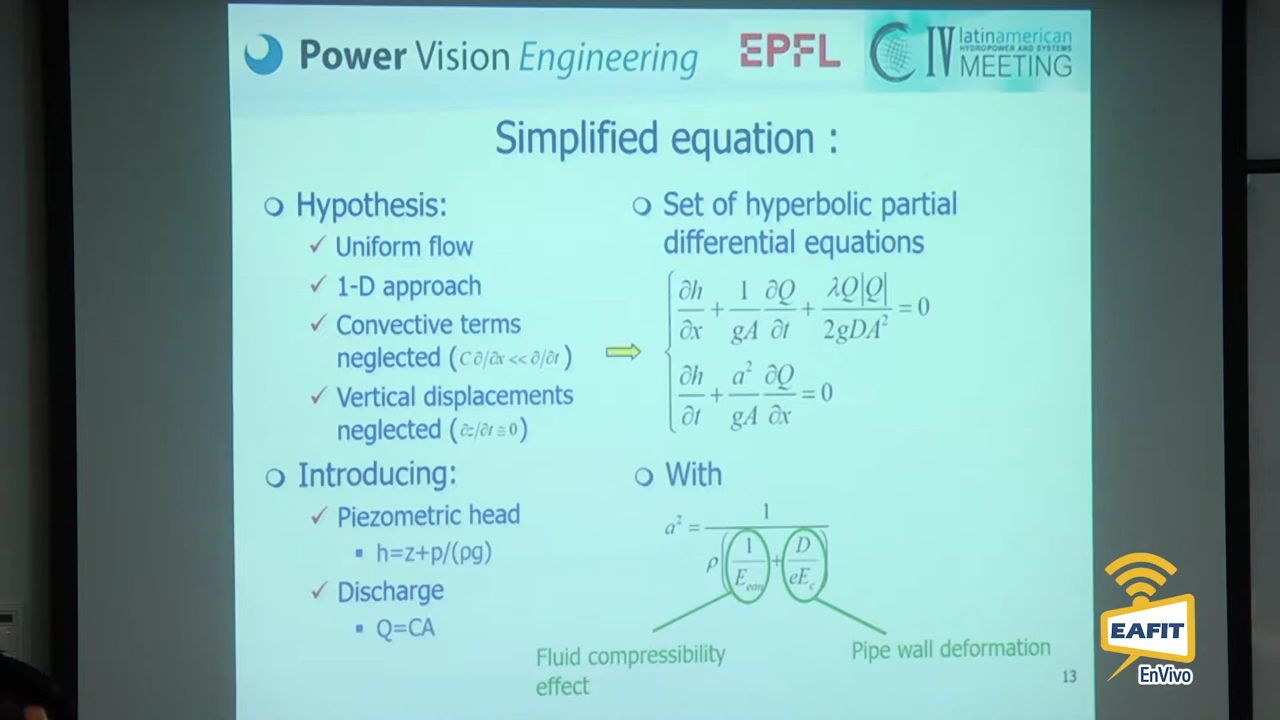 Power Vision Engineering
EPFL
IV latinamerican
HYDROPOWER AND SYSTEMS
MEETING
Simplified equation :
Hypothesis:
✓ Uniform flow
✓ 1-D approach
✓ Convective terms
neglected (C ∂/∂x << ∂/∂t)
✓ Vertical displacements
neglected (∂z/∂t ≅ 0)
Introducing:
✓ Piezometric head
▪ h=z+p/(ρg)
✓ Discharge
▪ Q=CA
Set of hyperbolic partial
differential equations
∂h/∂x + 1/gA ∂Q/∂t + λQ|Q|/2gDA² = 0
∂h/∂t + a²/gA ∂Q/∂x = 0
With
a² = 1/ρ(1/E_eau + D/eE_c)
Fluid compressibility
effect
Pipe wall deformation
13
EAFIT
EnVivo